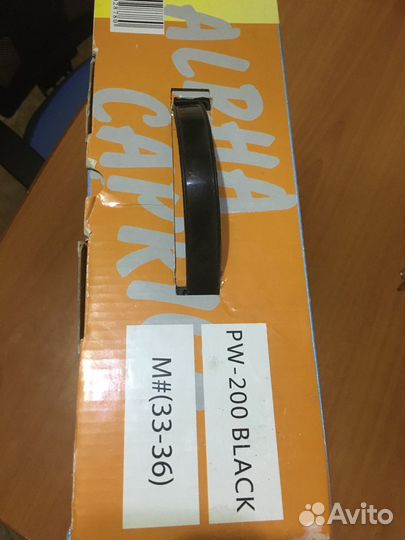 ALPHA
CAPRI
PW-200 BLACK
M#(33-36)
Avito